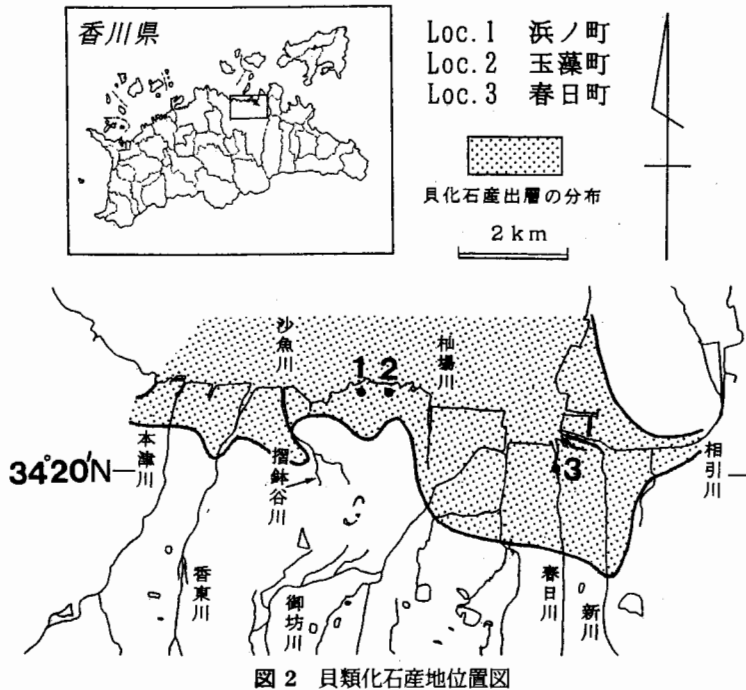 香川県
Loc.1 浜ノ町
Loc.2 玉藻町
Loc.3 春日町
貝化石産出層の分布
2km
沙魚川
杣場川
1 2
3
本津川
摺鉢谷川
相引川
34°20′N
香東川
御坊川
春日川
新川
図 2 貝類化石産地位置図